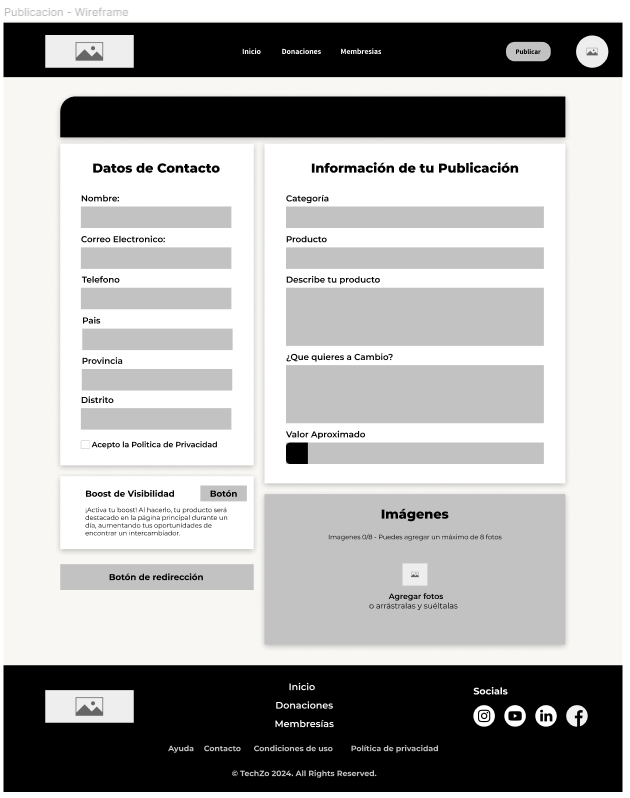 Publicacion - Wireframe
Inicio Donaciones Membresias Publicar
Datos de Contacto
Nombre:
Correo Electronico:
Telefono
Pais
Provincia
Distrito
Acepto la Politica de Privacidad
Boost de Visibilidad Botón
¡Activa tu boost! Al hacerlo, tu producto será
destacado en la página principal durante un
día, aumentando tus oportunidades de
encontrar un intercambiador.
Botón de redirección
Información de tu Publicación
Categoría
Producto
Describe tu producto
¿Que quieres a Cambio?
Valor Aproximado
Imágenes
Imagenes 0/8 - Puedes agregar un máximo de 8 fotos
Agregar fotos
o arrástralas y suéltalas
Inicio
Donaciones
Membresías
Socials
Ayuda Contacto Condiciones de uso Política de privacidad
© TechZo 2024. All Rights Reserved.